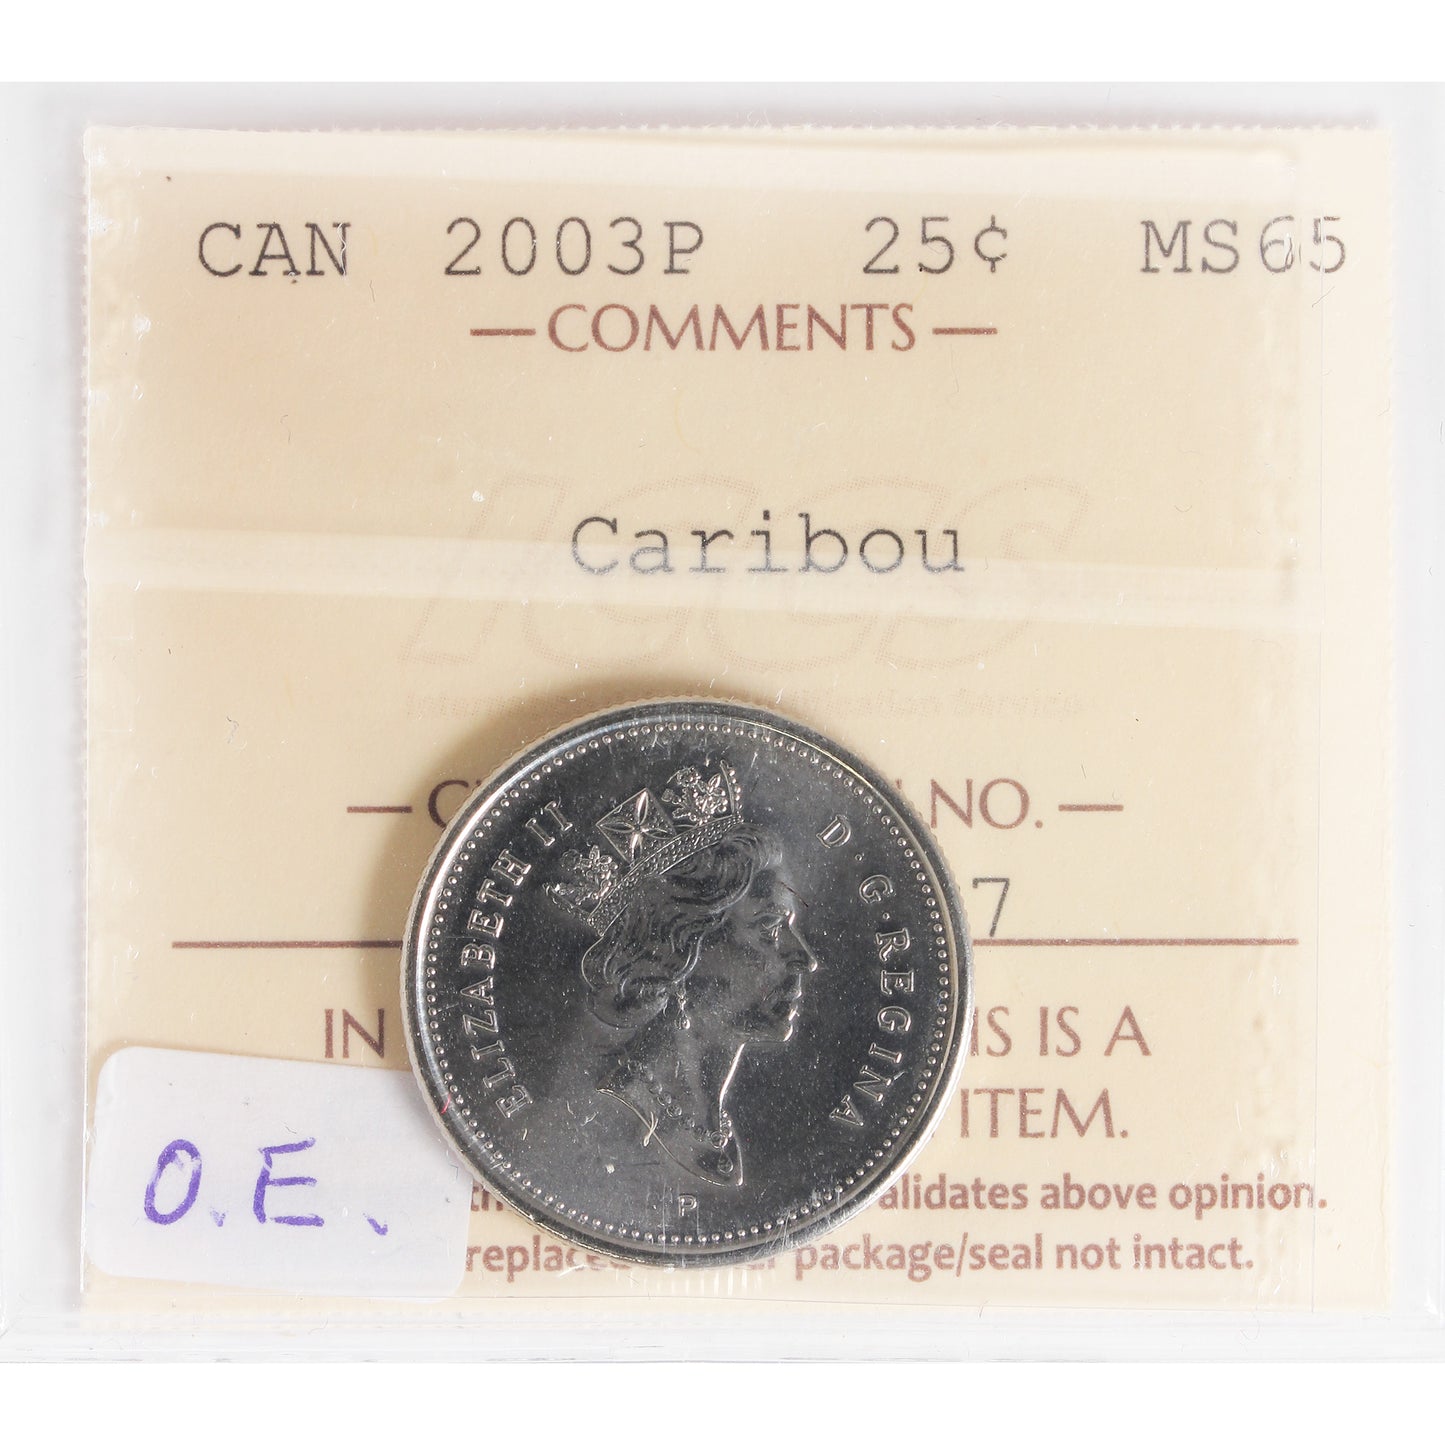 CAN 2003P 25¢ MS65
— COMMENTS —
ICCS
Caribou
NO. —
7
ELIZABETH II D·G·REGINA
P
IN IS IS A
ITEM.
O.E.
alidates above opinion.
replace package/seal not intact.